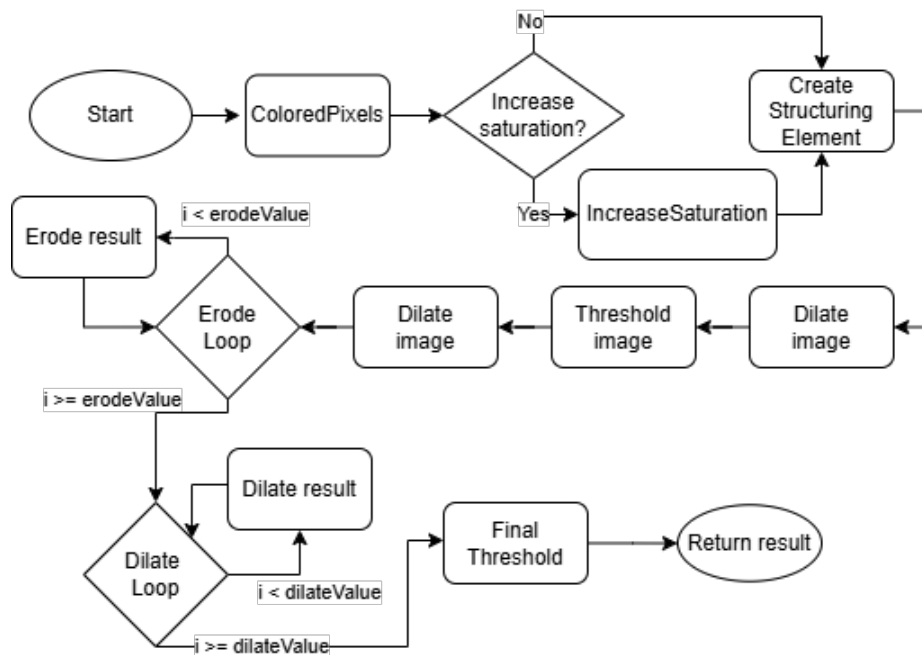 No
Start
ColoredPixels
Increase
saturation?
Create
Structuring
Element
Yes
IncreaseSaturation
i < erodeValue
Erode result
Erode
Loop
Dilate
image
Threshold
image
Dilate
image
i >= erodeValue
Dilate result
Dilate
Loop
i < dilateValue
i >= dilateValue
Final
Threshold
Return result